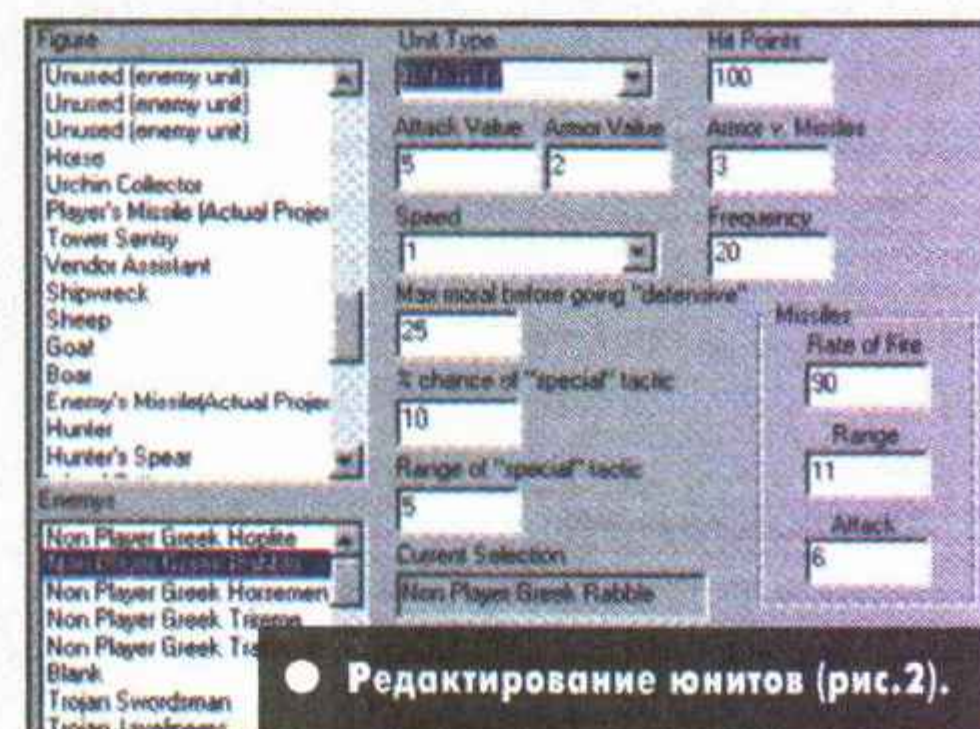 Figure
Unused (enemy unit)
Unused (enemy unit)
Unused (enemy unit)
Horse
Urchin Collector
Player's Missile (Actual Projec
Tower Sentry
Vendor Assistant
Shipwreck
Sheep
Goat
Boar
Enemy's Missile(Actual Projec
Hunter
Hunter's Spear
Enemys
Non Player Greek Hoplite
Non Player Greek Horsemen
Non Player Greek Trireme
Non Player Greek
Blank
Trojan Swordsman
Unit Type
Hit Points
100
Attack Value
Armor Value
Armor v. Missiles
5
2
3
Speed
Frequency
1
20
Max moral before going "defensive"
25
% chance of "special" tactic
10
Range of "special" tactic
5
Current Selection
Non Player Greek Rabble
Missiles
Rate of Fire
90
Range
11
Attack
6
Редактирование юнитов (рис.2).